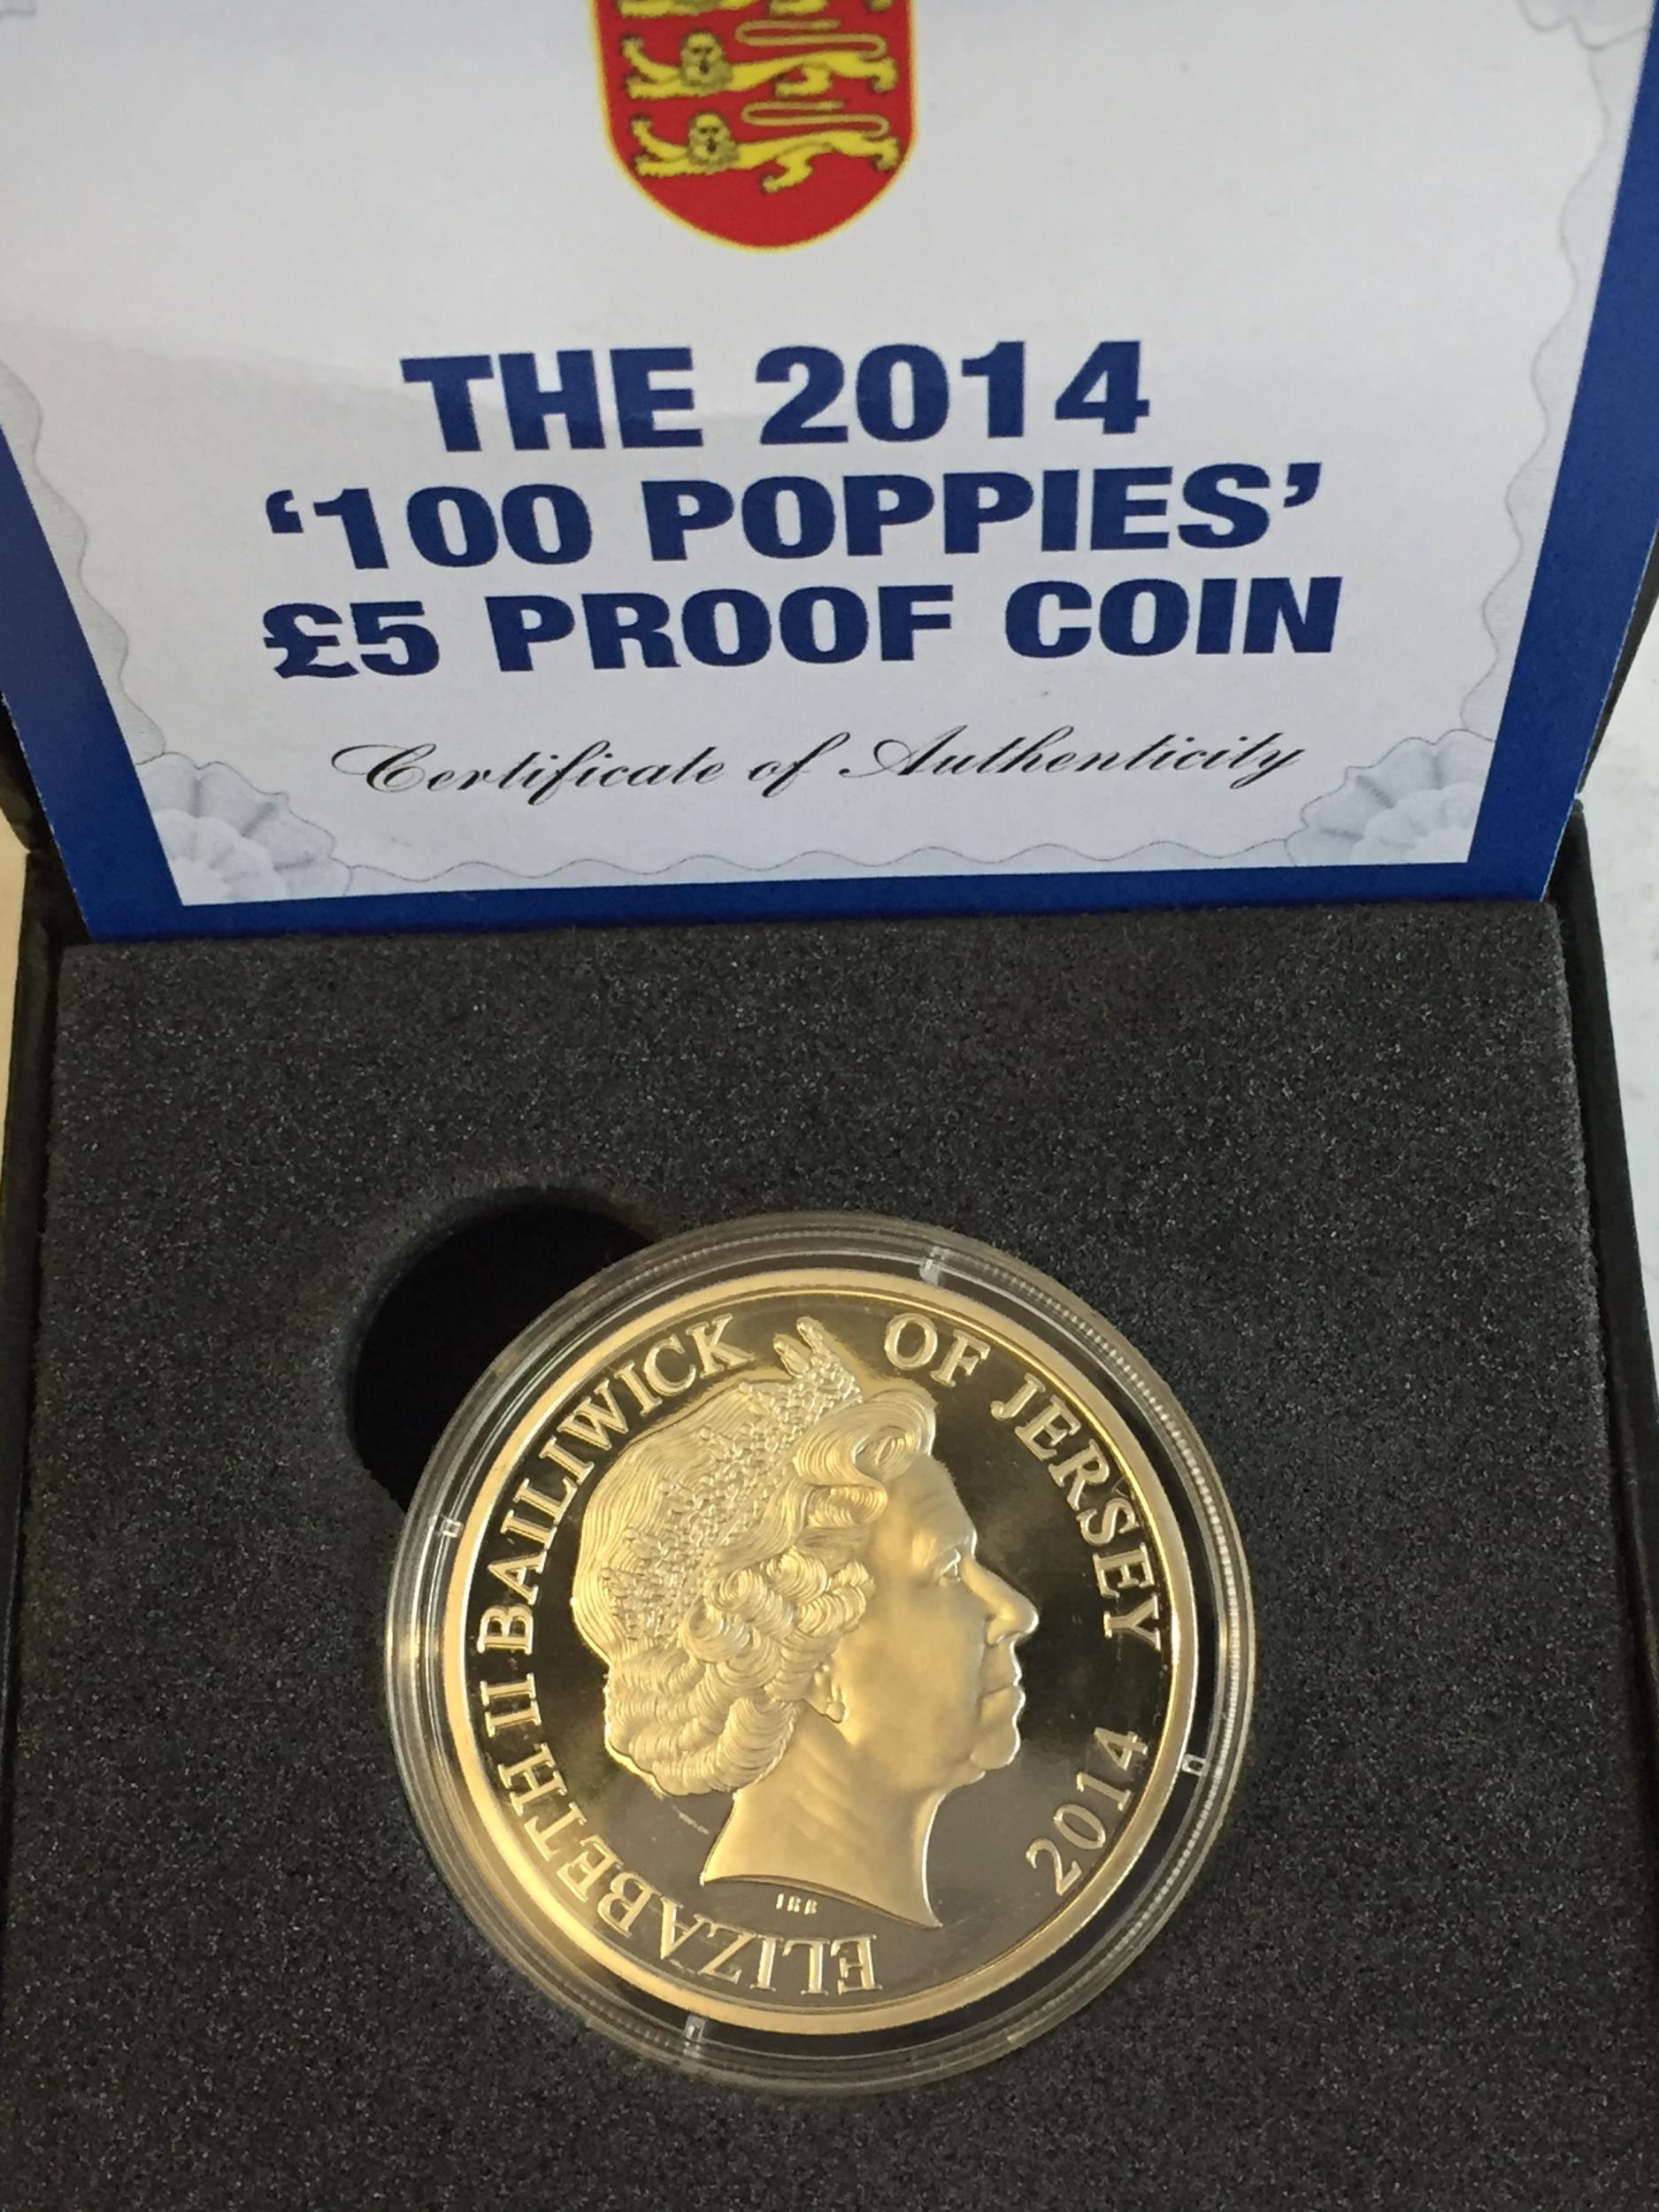 THE 2014
‘100 POPPIES’
£5 PROOF COIN
Certificate of Authenticity
ELIZABETH II BAILIWICK OF JERSEY
2014
IRB